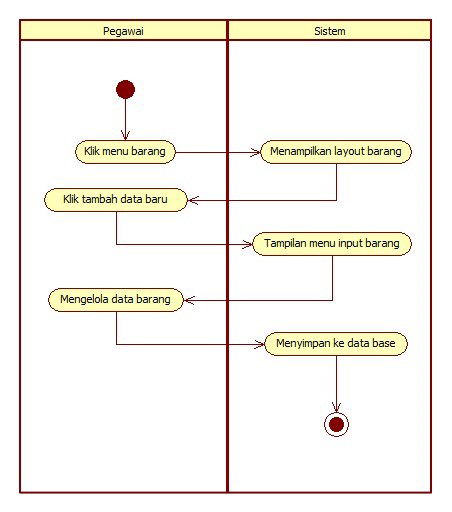 Pegawai
Sistem
Klik menu barang
Menampilkan layout barang
Klik tambah data baru
Tampilan menu input barang
Mengelola data barang
Menyimpan ke data base